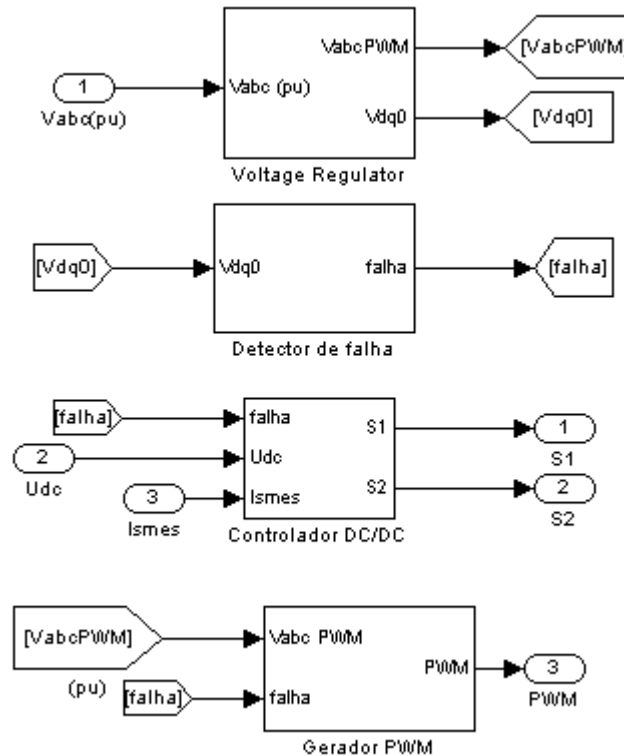 VabcPWM
[VabcPWM]
1
Vabc (pu)
Vabc(pu)
Vdq0
[Vdq0]
Voltage Regulator
[Vdq0]
Vdq0
falha
[falha]
Detector de falha
[falha]
falha
S1
1
S1
2
Udc
Udc
3
Ismes
Ismes
S2
2
S2
Controlador DC/DC
[VabcPWM]
(pu)
Vabc PWM
PWM
3
PWM
[falha]
falha
Gerador PWM